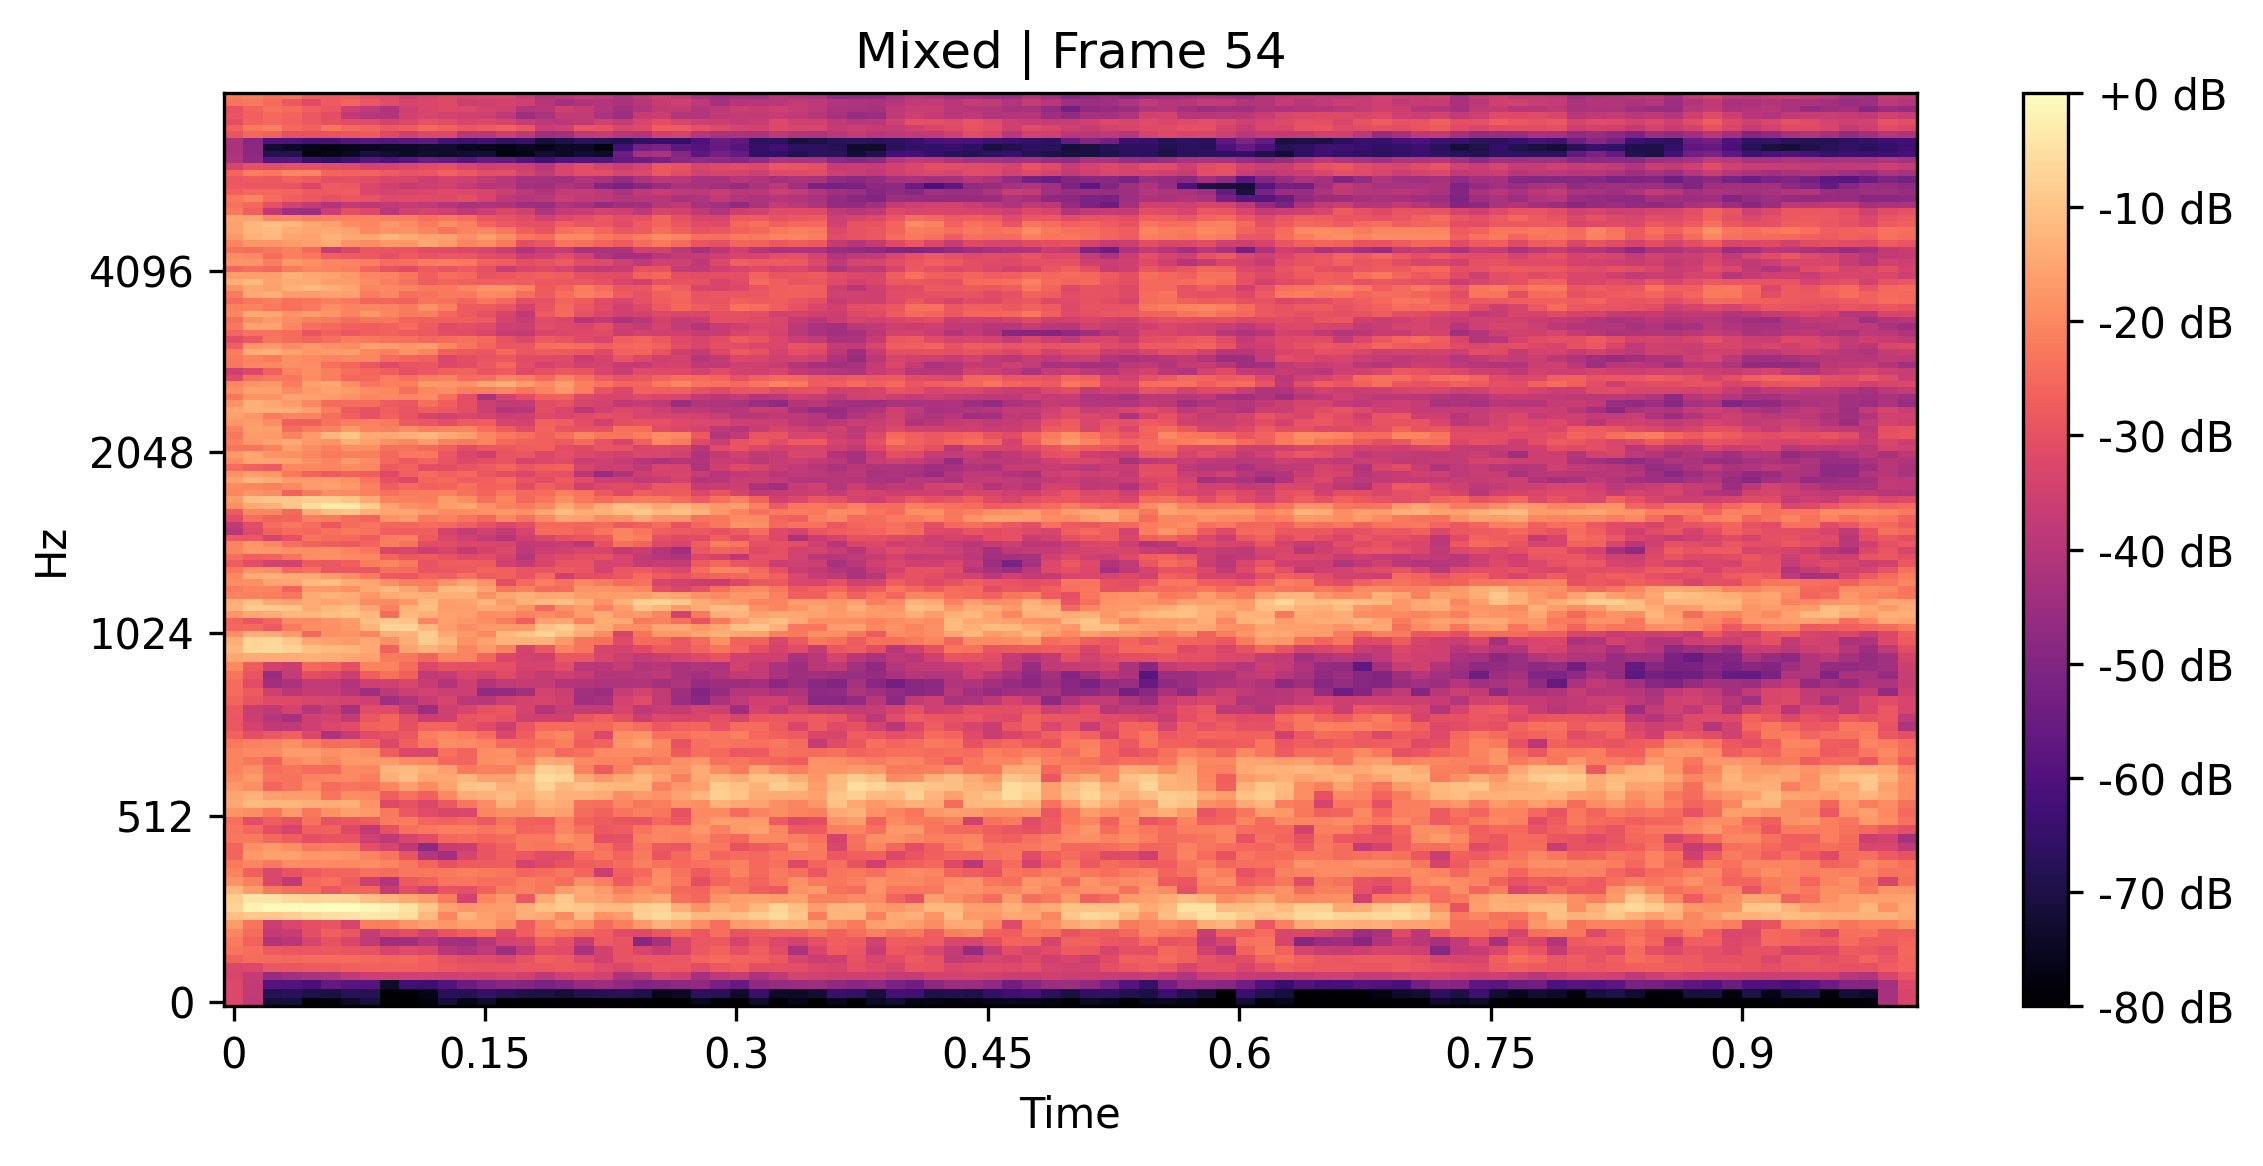 Mixed | Frame 54
+0 dB
-10 dB
-20 dB
-30 dB
-40 dB
-50 dB
-60 dB
-70 dB
-80 dB
4096
2048
1024
512
0
Hz
0 0.15 0.3 0.45 0.6 0.75 0.9
Time